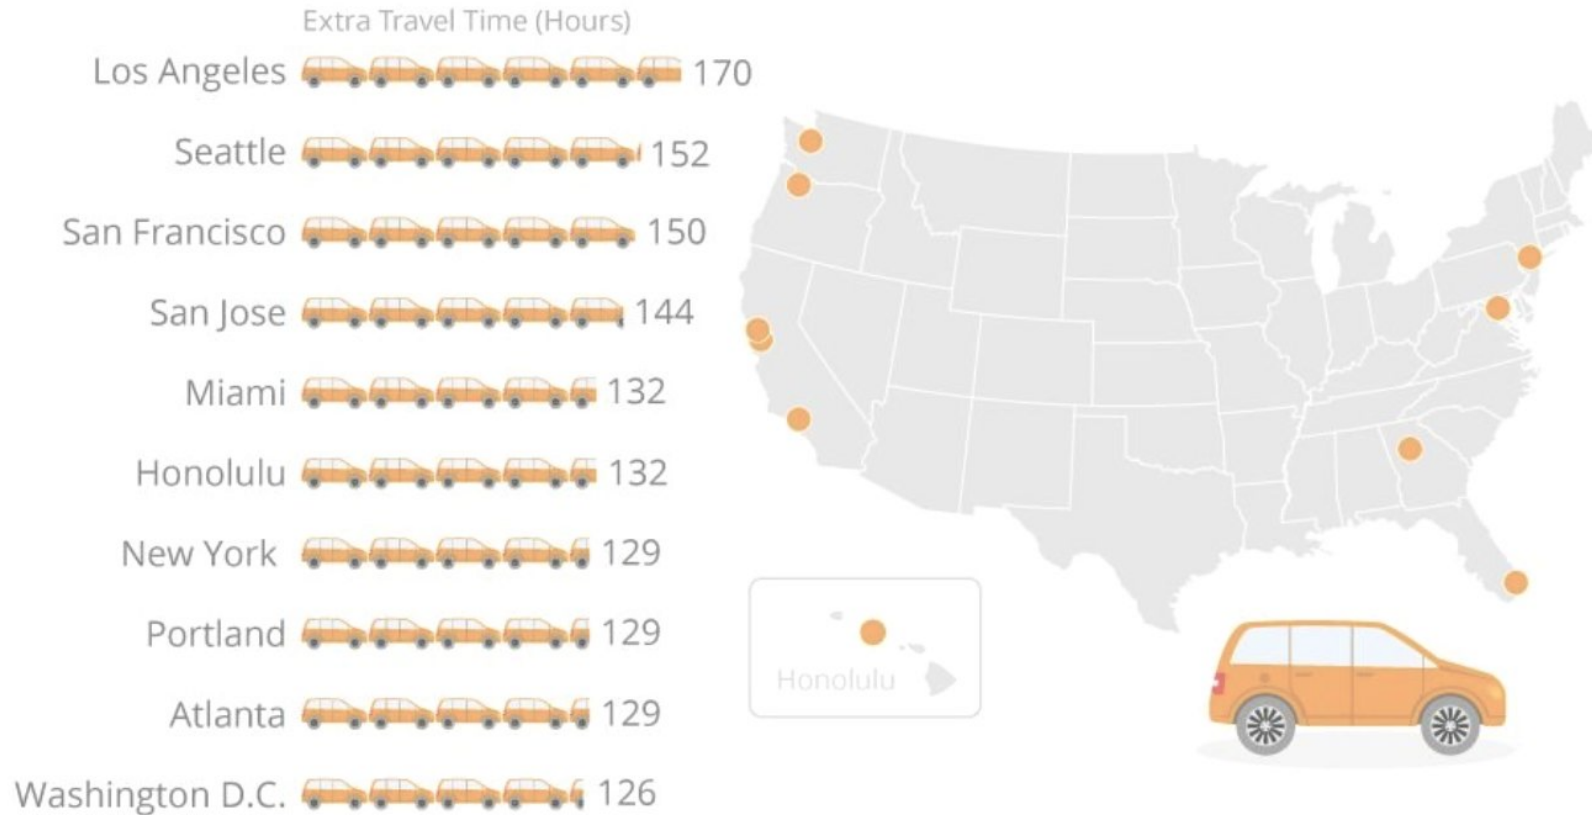 Extra Travel Time (Hours)
Los Angeles 170
Seattle 152
San Francisco 150
San Jose 144
Miami 132
Honolulu 132
New York 129
Portland 129
Atlanta 129
Washington D.C. 126
Honolulu